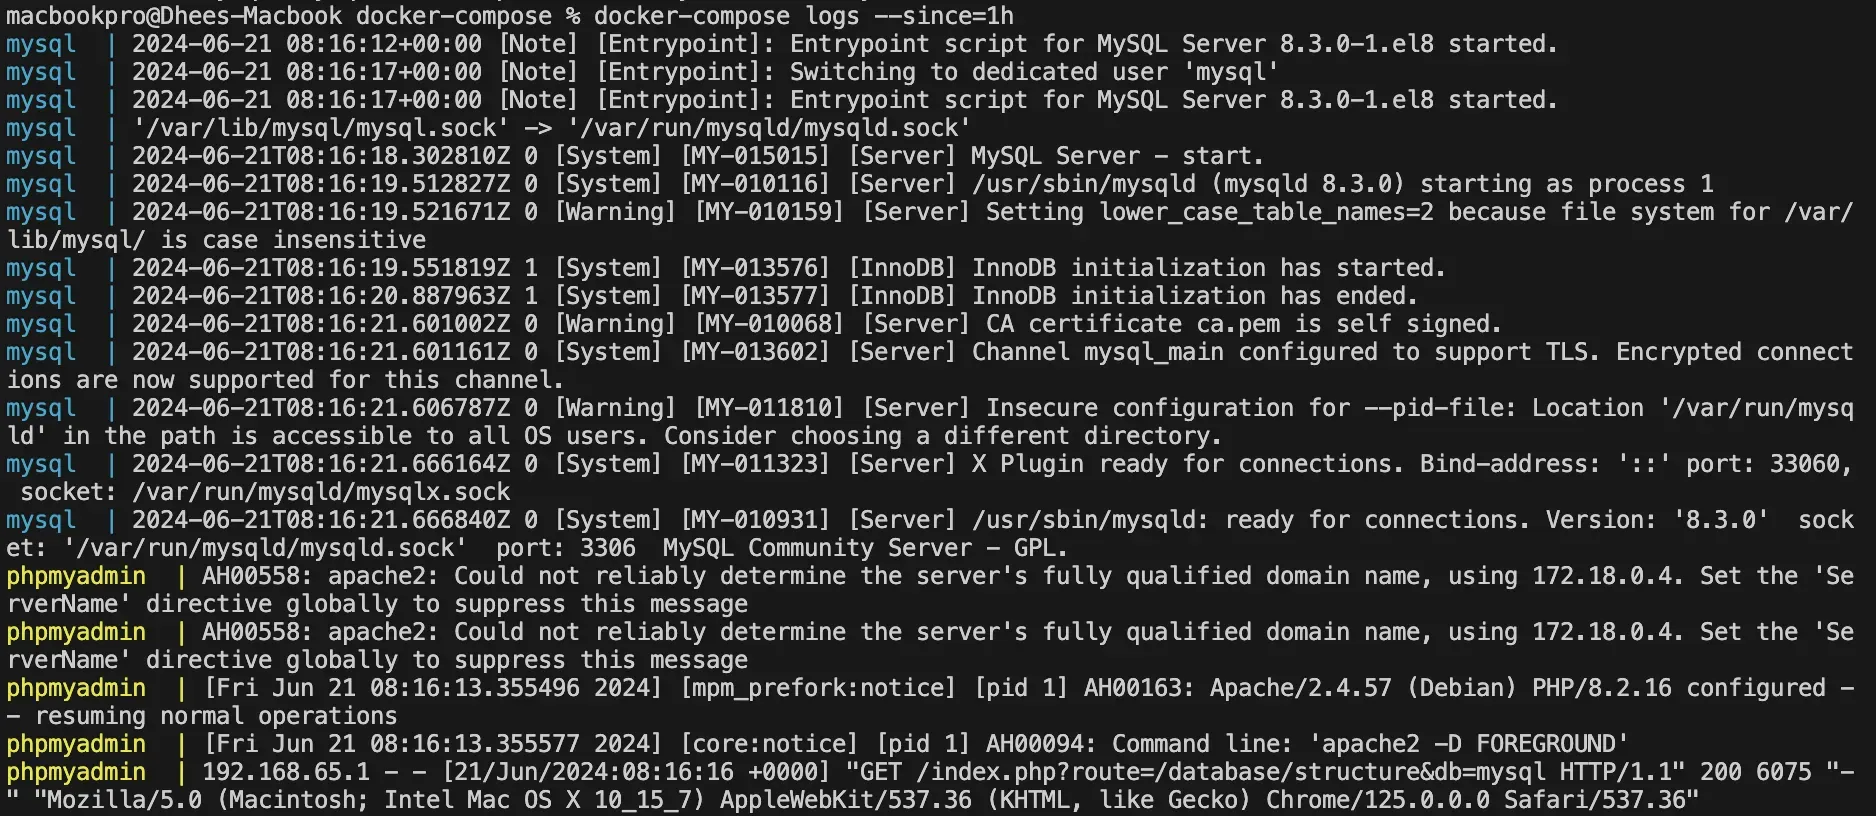 macbookpro@Dhees-Macbook docker-compose % docker-compose logs --since=1h
mysql  | 2024-06-21 08:16:12+00:00 [Note] [Entrypoint]: Entrypoint script for MySQL Server 8.3.0-1.el8 started.
mysql  | 2024-06-21 08:16:17+00:00 [Note] [Entrypoint]: Switching to dedicated user 'mysql'
mysql  | 2024-06-21 08:16:17+00:00 [Note] [Entrypoint]: Entrypoint script for MySQL Server 8.3.0-1.el8 started.
mysql  | '/var/lib/mysql/mysql.sock' -> '/var/run/mysqld/mysqld.sock'
mysql  | 2024-06-21T08:16:18.302810Z 0 [System] [MY-015015] [Server] MySQL Server - start.
mysql  | 2024-06-21T08:16:19.512827Z 0 [System] [MY-010116] [Server] /usr/sbin/mysqld (mysqld 8.3.0) starting as process 1
mysql  | 2024-06-21T08:16:19.521671Z 0 [Warning] [MY-010159] [Server] Setting lower_case_table_names=2 because file system for /var/
lib/mysql/ is case insensitive
mysql  | 2024-06-21T08:16:19.551819Z 1 [System] [MY-013576] [InnoDB] InnoDB initialization has started.
mysql  | 2024-06-21T08:16:20.887963Z 1 [System] [MY-013577] [InnoDB] InnoDB initialization has ended.
mysql  | 2024-06-21T08:16:21.601002Z 0 [Warning] [MY-010068] [Server] CA certificate ca.pem is self signed.
mysql  | 2024-06-21T08:16:21.601161Z 0 [System] [MY-013602] [Server] Channel mysql_main configured to support TLS. Encrypted connect
ions are now supported for this channel.
mysql  | 2024-06-21T08:16:21.606787Z 0 [Warning] [MY-011810] [Server] Insecure configuration for --pid-file: Location '/var/run/mysq
ld' in the path is accessible to all OS users. Consider choosing a different directory.
mysql  | 2024-06-21T08:16:21.666164Z 0 [System] [MY-011323] [Server] X Plugin ready for connections. Bind-address: '::' port: 33060,
 socket: /var/run/mysqld/mysqlx.sock
mysql  | 2024-06-21T08:16:21.666840Z 0 [System] [MY-010931] [Server] /usr/sbin/mysqld: ready for connections. Version: '8.3.0'  sock
et: '/var/run/mysqld/mysqld.sock'  port: 3306  MySQL Community Server - GPL.
phpmyadmin  | AH00558: apache2: Could not reliably determine the server's fully qualified domain name, using 172.18.0.4. Set the 'Se
rverName' directive globally to suppress this message
phpmyadmin  | AH00558: apache2: Could not reliably determine the server's fully qualified domain name, using 172.18.0.4. Set the 'Se
rverName' directive globally to suppress this message
phpmyadmin  | [Fri Jun 21 08:16:13.355496 2024] [mpm_prefork:notice] [pid 1] AH00163: Apache/2.4.57 (Debian) PHP/8.2.16 configured -
- resuming normal operations
phpmyadmin  | [Fri Jun 21 08:16:13.355577 2024] [core:notice] [pid 1] AH00094: Command line: 'apache2 -D FOREGROUND'
phpmyadmin  | 192.168.65.1 - - [21/Jun/2024:08:16:16 +0000] "GET /index.php?route=/database/structure&db=mysql HTTP/1.1" 200 6075 "-
" "Mozilla/5.0 (Macintosh; Intel Mac OS X 10_15_7) AppleWebKit/537.36 (KHTML, like Gecko) Chrome/125.0.0.0 Safari/537.36"